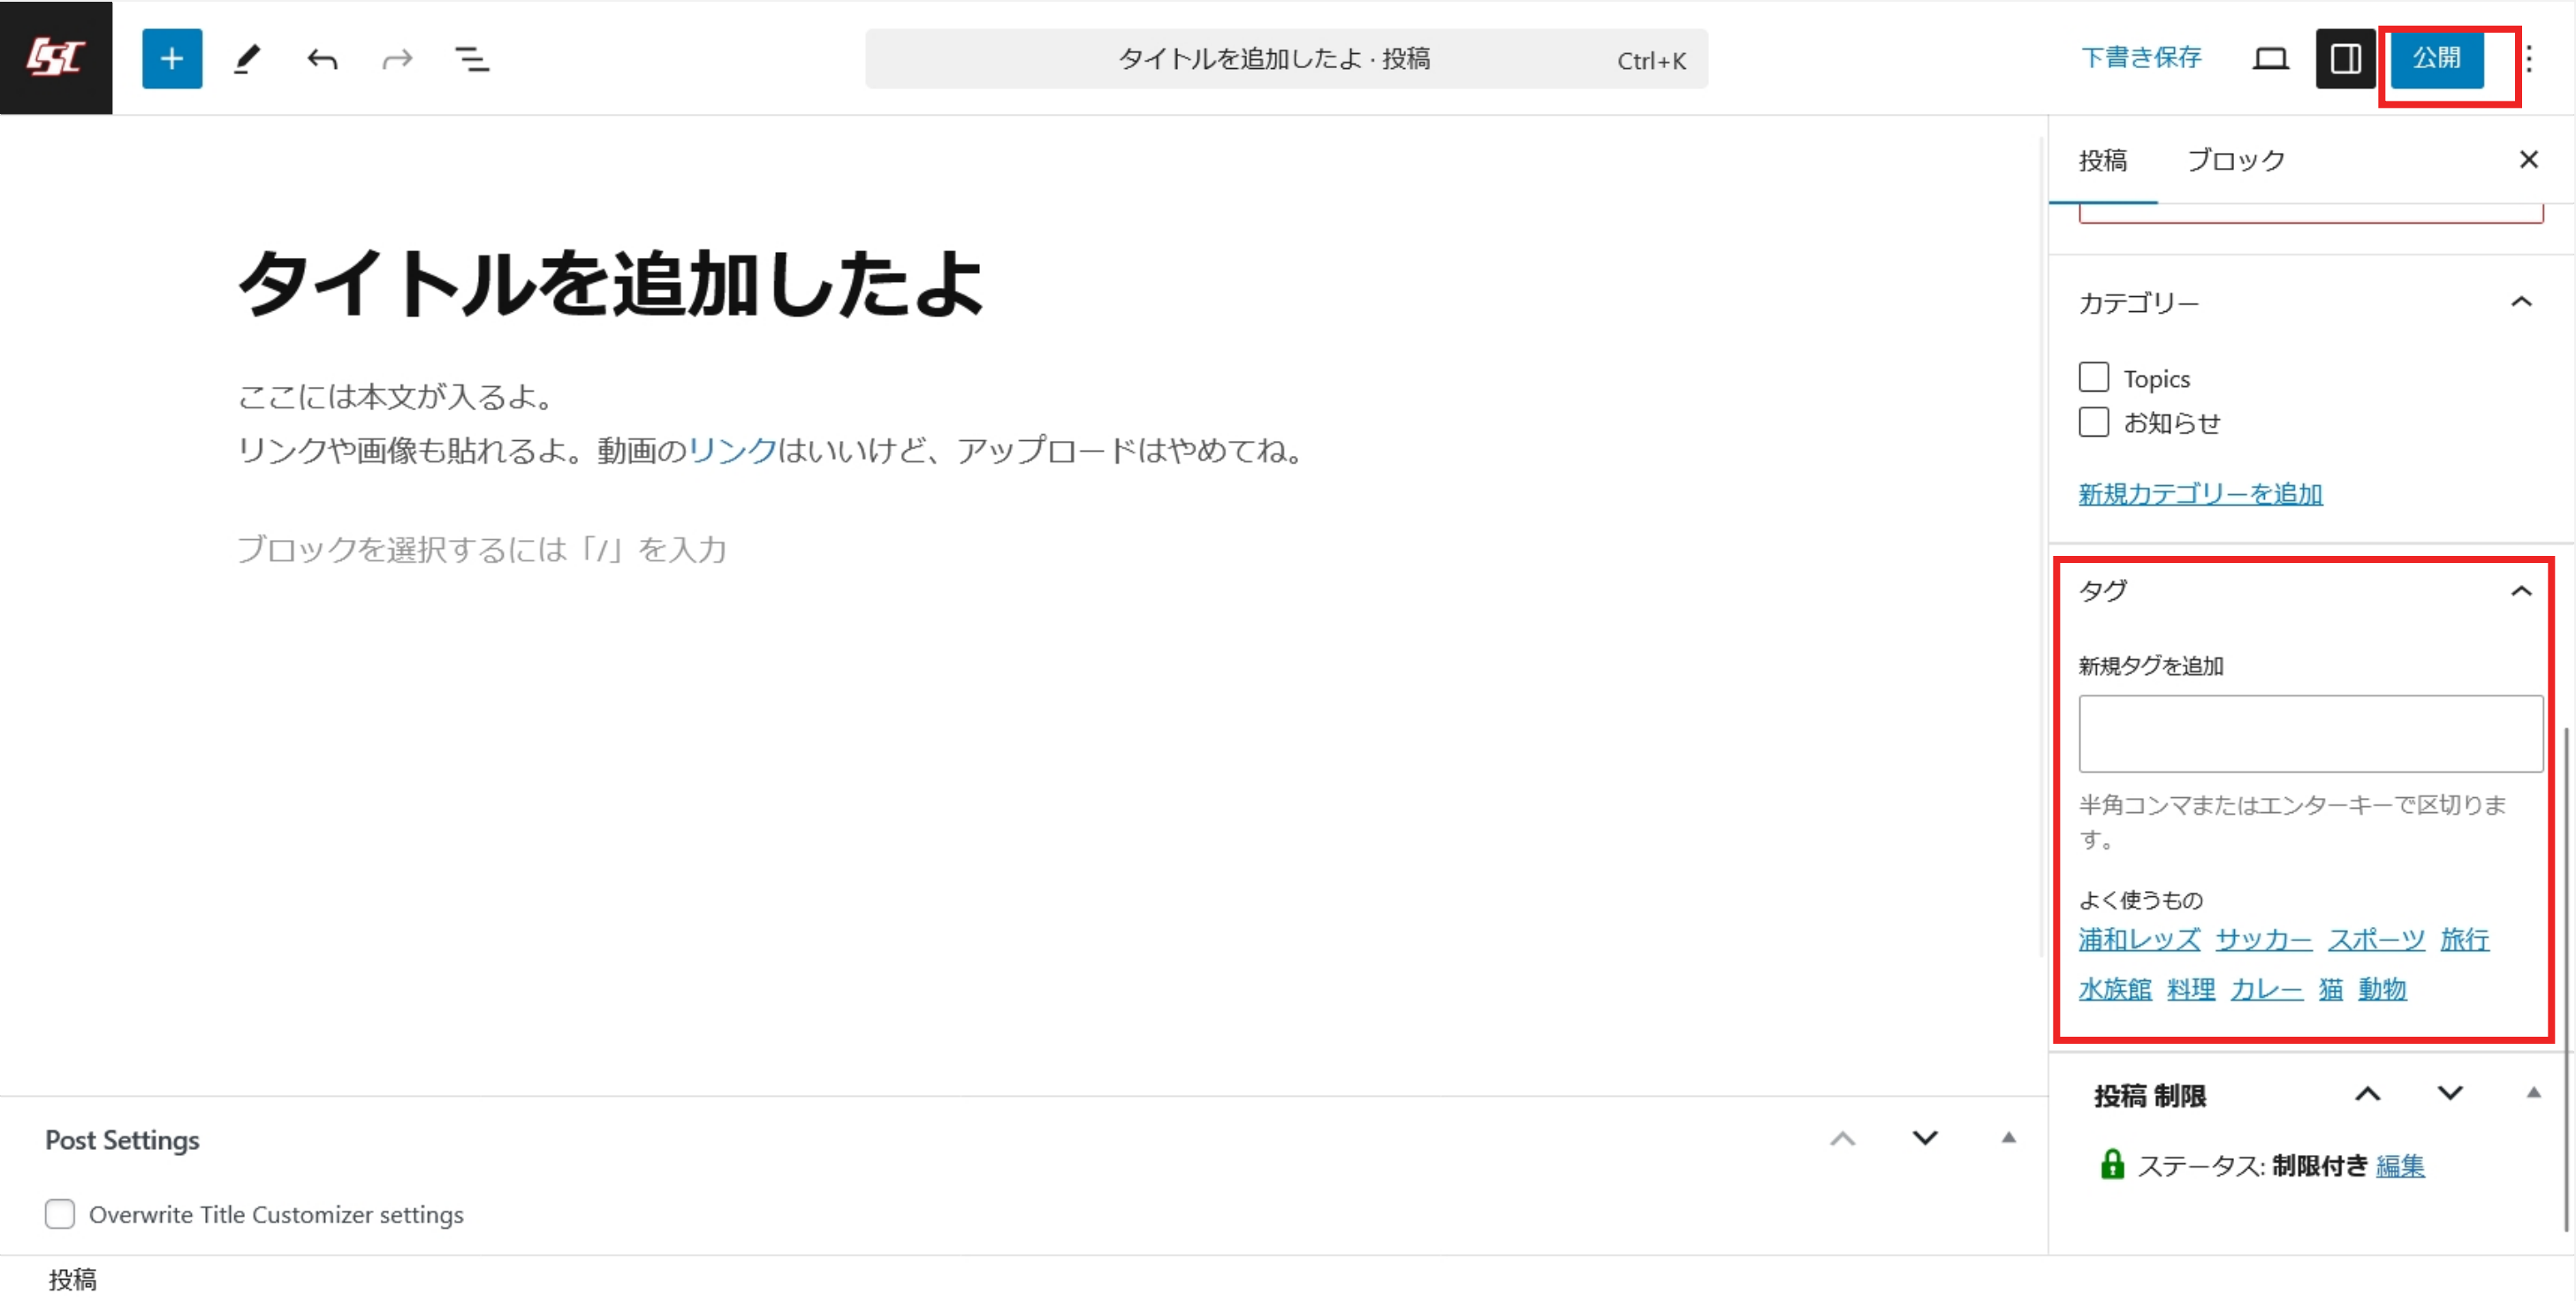 タイトルを追加したよ · 投稿 Ctrl+K
下書き保存
公開
投稿 ブロック
タイトルを追加したよ
ここには本文が入るよ。
リンクや画像も貼れるよ。動画のリンクはいいけど、アップロードはやめてね。
ブロックを選択するには「/」を入力
カテゴリー
Topics
お知らせ
新規カテゴリーを追加
タグ
新規タグを追加
半角コンマまたはエンターキーで区切りま
す。
よく使うもの
浦和レッズ サッカー スポーツ 旅行
水族館 料理 カレー 猫 動物
投稿 制限
ステータス: 制限付き 編集
Post Settings
Overwrite Title Customizer settings
投稿